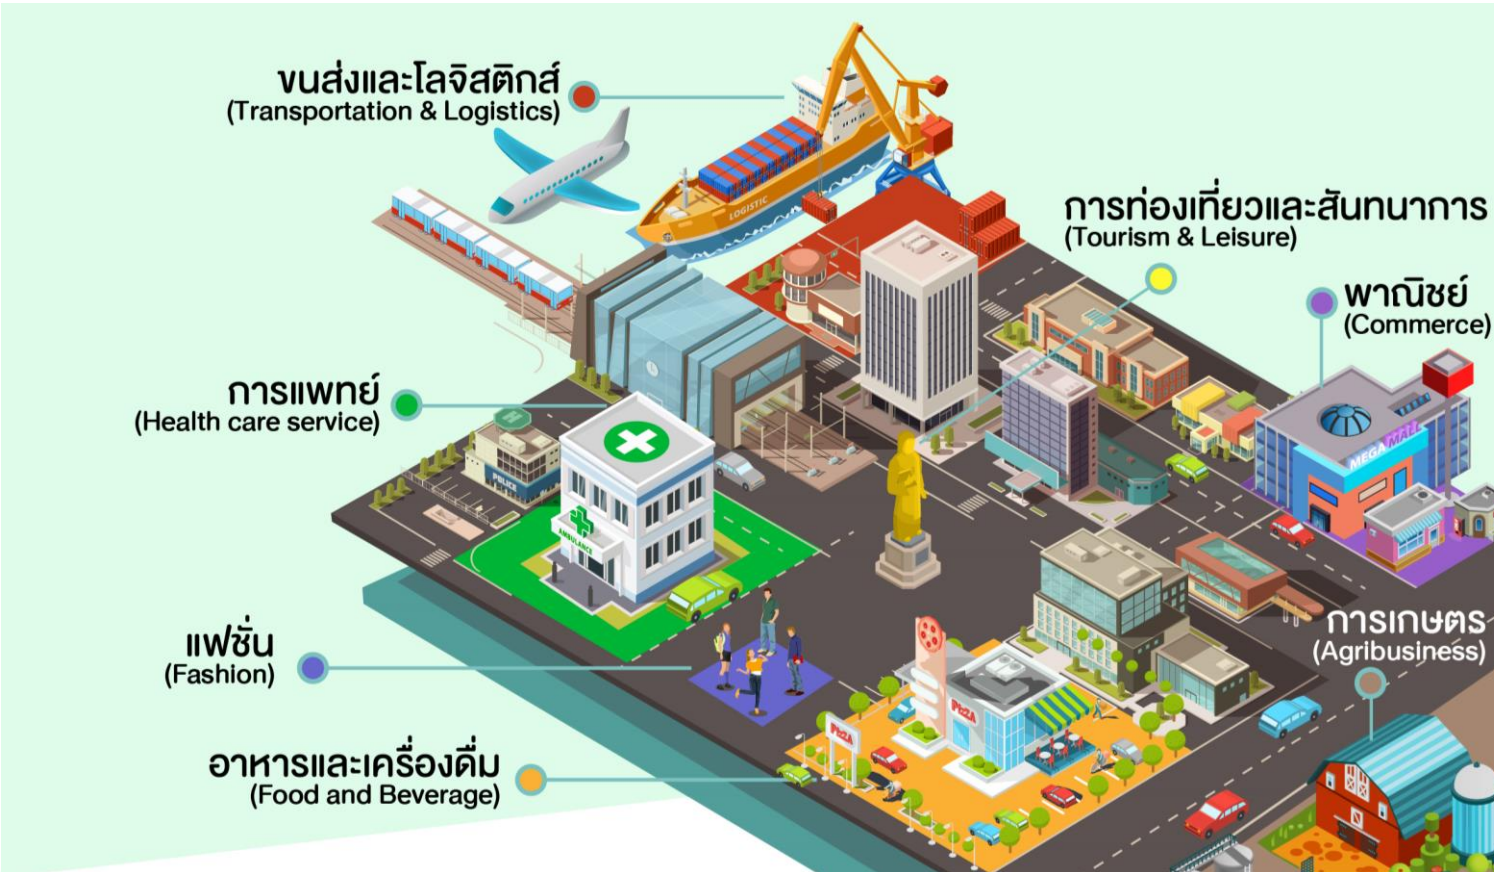 ขนส่งและโลจิสติกส์
(Transportation & Logistics)
LOGISTIC
การท่องเที่ยวและสันทนาการ
(Tourism & Leisure)
พาณิชย์
(Commerce)
การแพทย์
(Health care service)
H
POLICE
AMBULANCE
MEGA MALL
แฟชั่น
(Fashion)
การเกษตร
(Agribusiness)
PIZZA
PIZZA
อาหารและเครื่องดื่ม
(Food and Beverage)